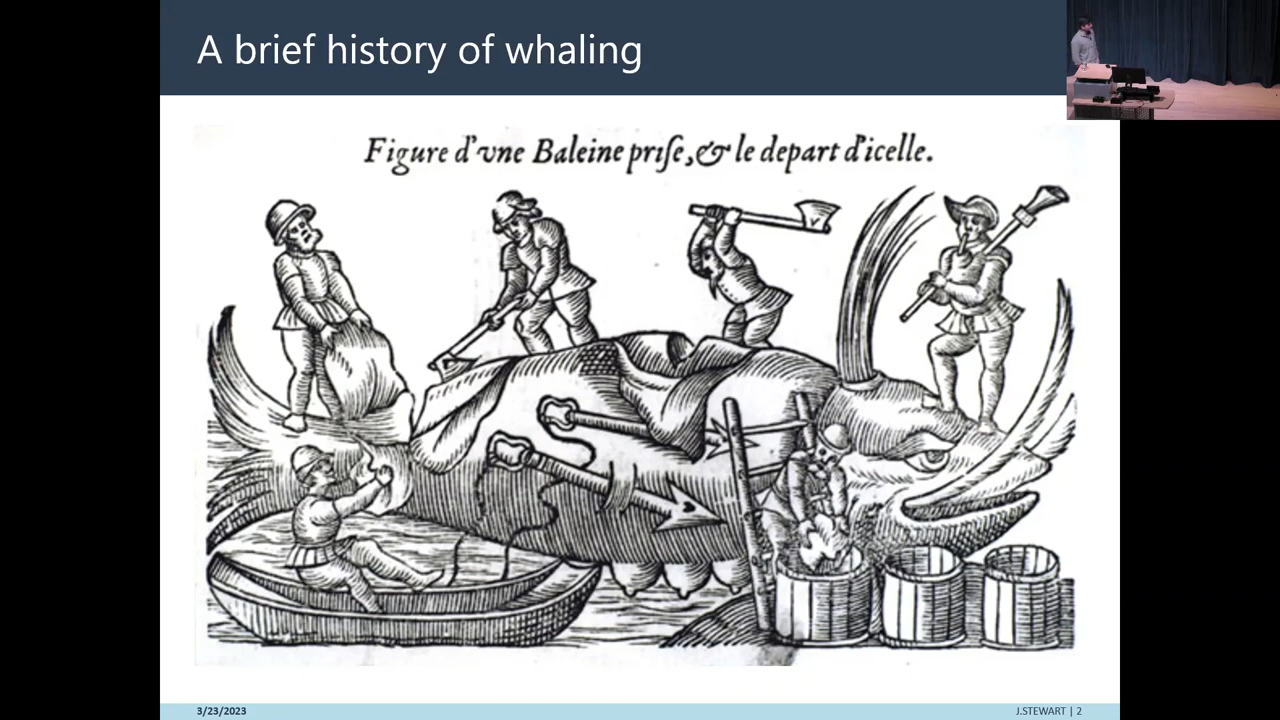 A brief history of whaling
Figure d'vne Baleine priſe, & le depart d'icelle.
3/23/2023
J.STEWART | 2